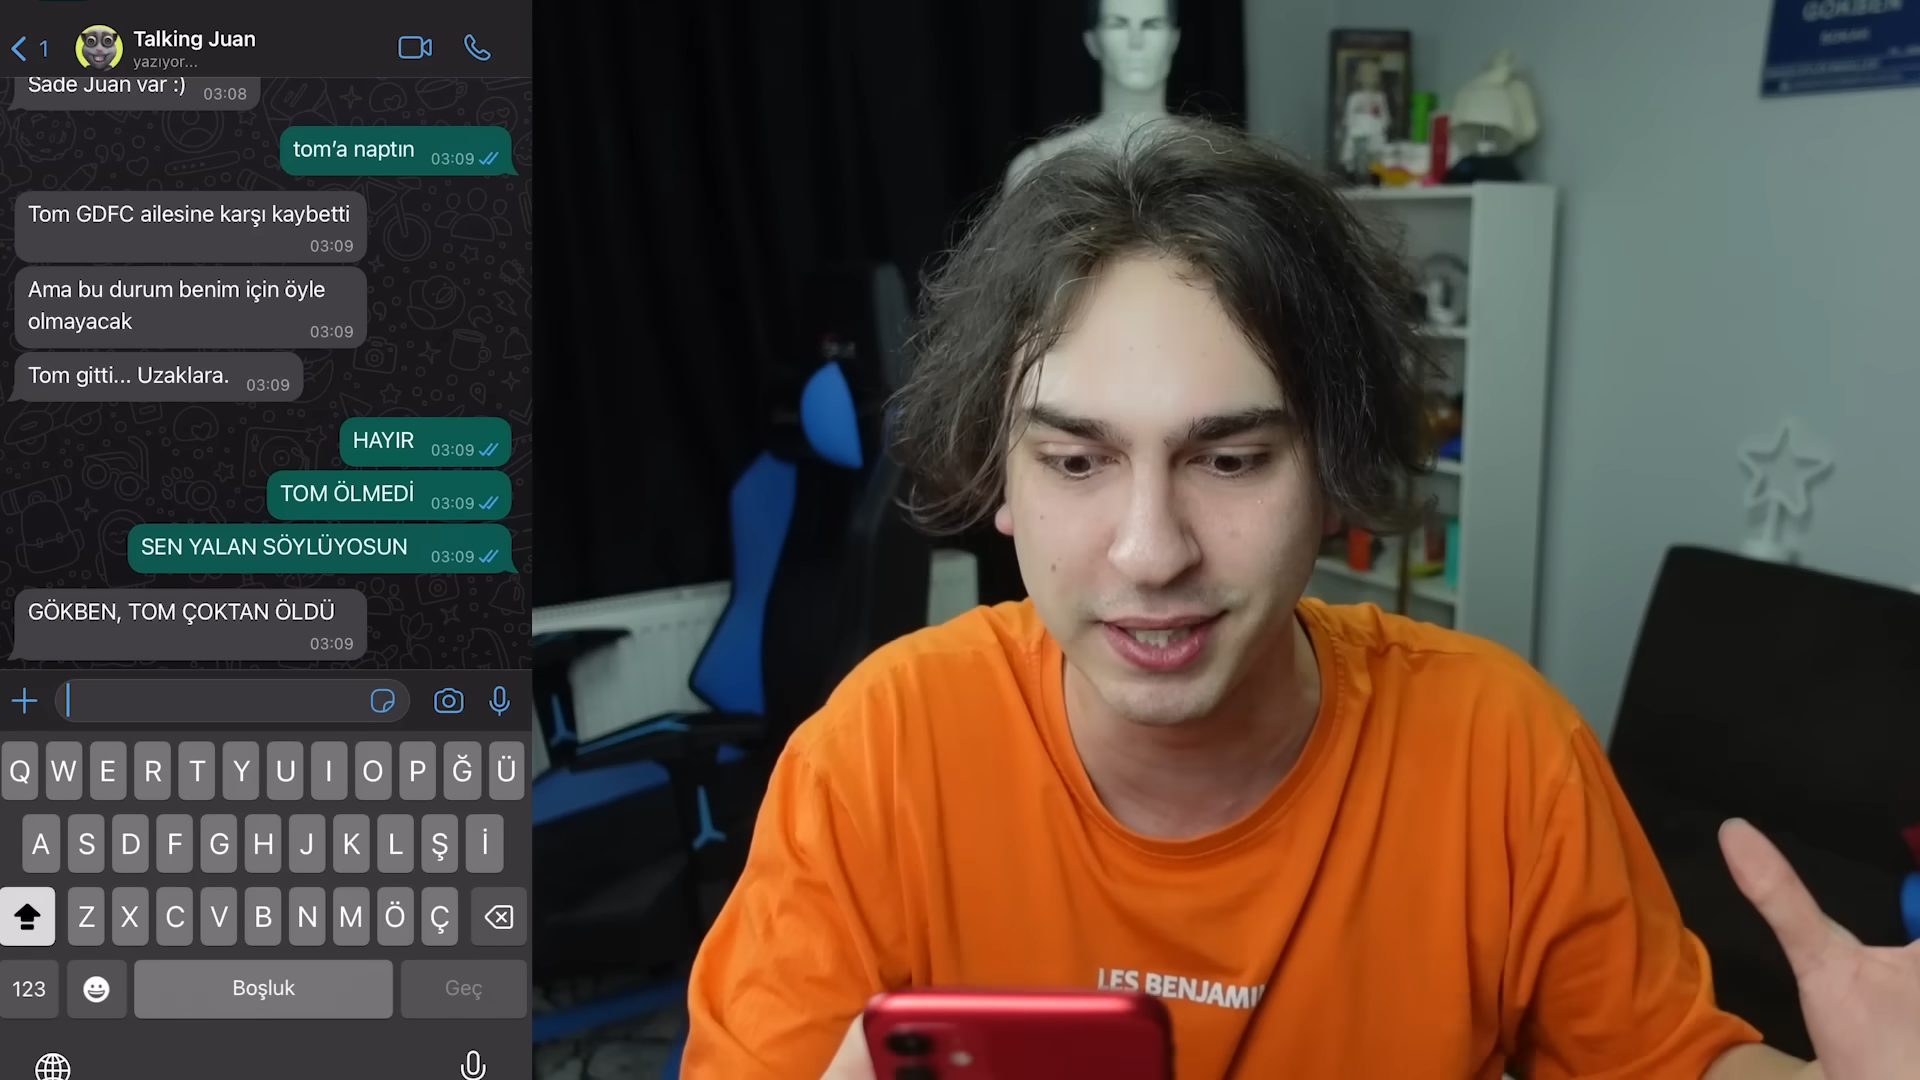 1
Talking Juan
yazıyor...
Sade Juan var :)
03:08
tom’a naptın
03:09
Tom GDFC ailesine karşı kaybetti
03:09
Ama bu durum benim için öyle
olmayacak
03:09
Tom gitti... Uzaklara.
03:09
HAYIR
03:09
TOM ÖLMEDİ
03:09
SEN YALAN SÖYLÜYOSUN
03:09
GÖKBEN, TOM ÇOKTAN ÖLDÜ
03:09
Q W E R T Y U I O P Ğ Ü
A S D F G H J K L Ş İ
Z X C V B N M Ö Ç
123
Boşluk
Geç
GÖKBEN
LES BENJAMI